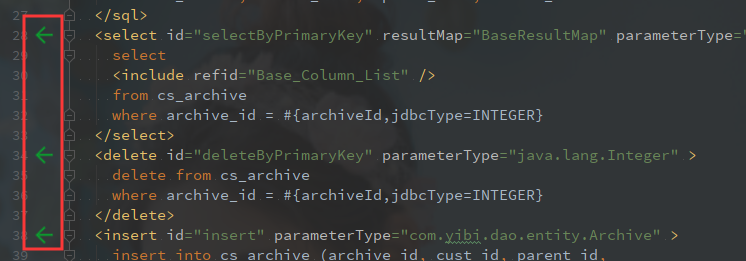 27 </sql>
28 <select id="selectByPrimaryKey" resultMap="BaseResultMap" parameterType="
29 select
30 <include refid="Base_Column_List" />
31 from cs_archive
32 where archive_id = #{archiveId,jdbcType=INTEGER}
33 </select>
34 <delete id="deleteByPrimaryKey" parameterType="java.lang.Integer" >
35 delete from cs_archive
36 where archive_id = #{archiveId,jdbcType=INTEGER}
37 </delete>
38 <insert id="insert" parameterType="com.yibi.dao.entity.Archive" >
39 insert into cs_archive (archive_id, cust_id, parent_id,